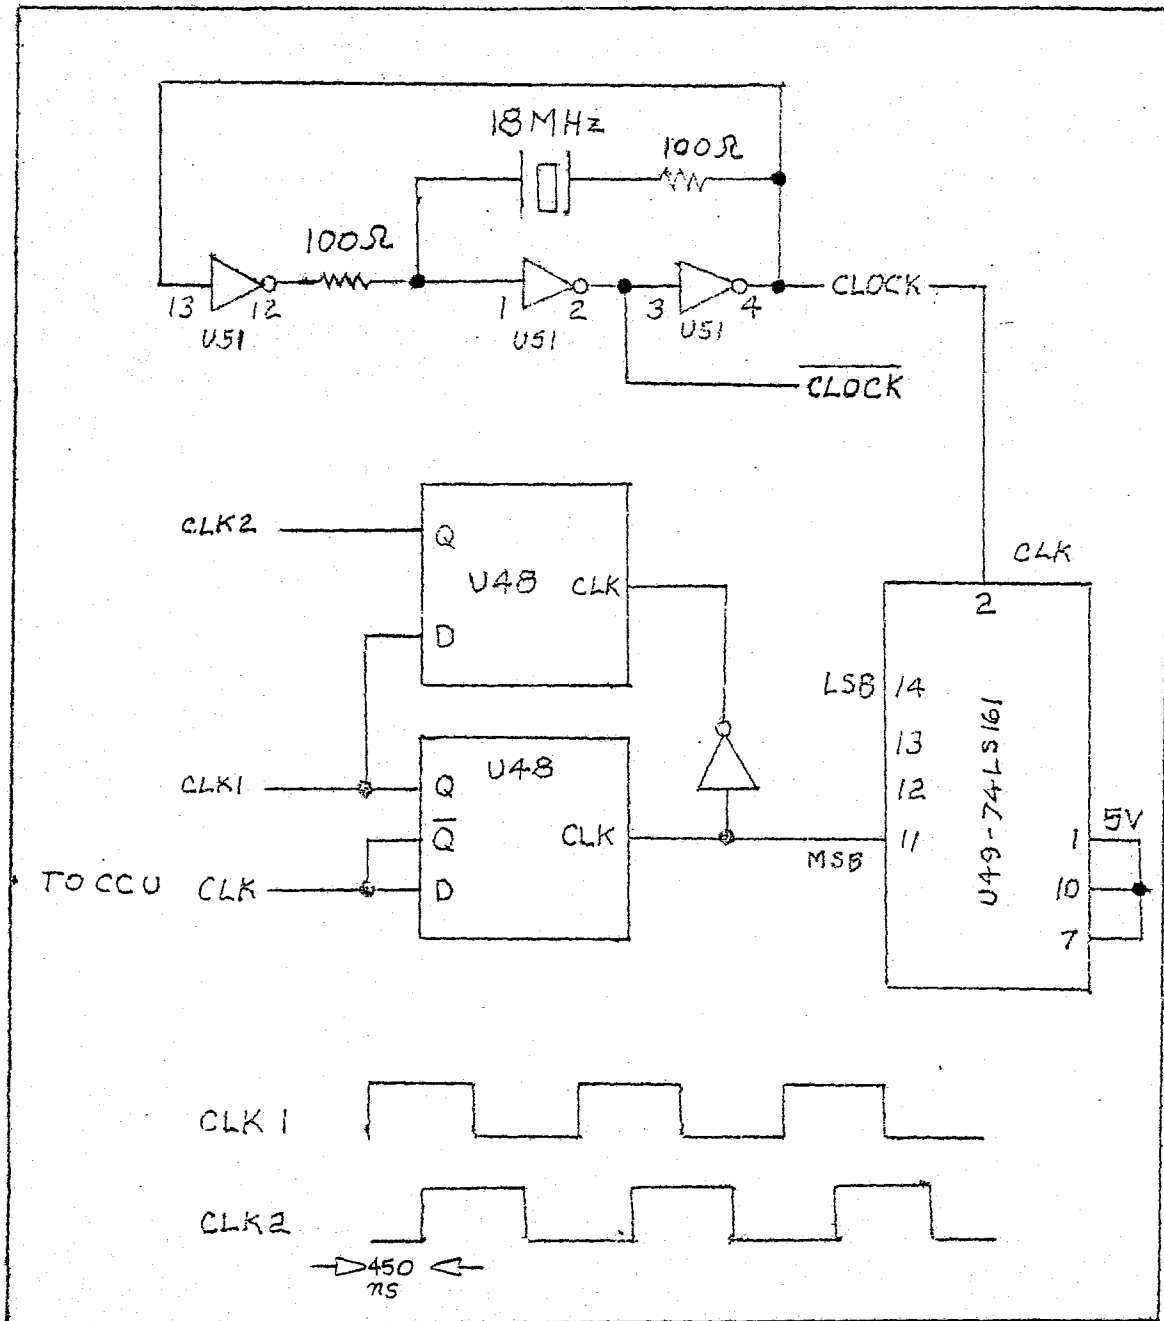 18MHz
100Ω
100Ω
13 12 1 2 3 4 CLOCK
U51 U51 U51
CLOCK
CLK2 Q
U48 CLK
D
CLK
2
LSB 14
13
12
MSB 11
U49-74LS161
1 5V
10
7
U48
CLK1 Q
Q CLK
TO CCU CLK D
CLK 1
CLK2
450
ns